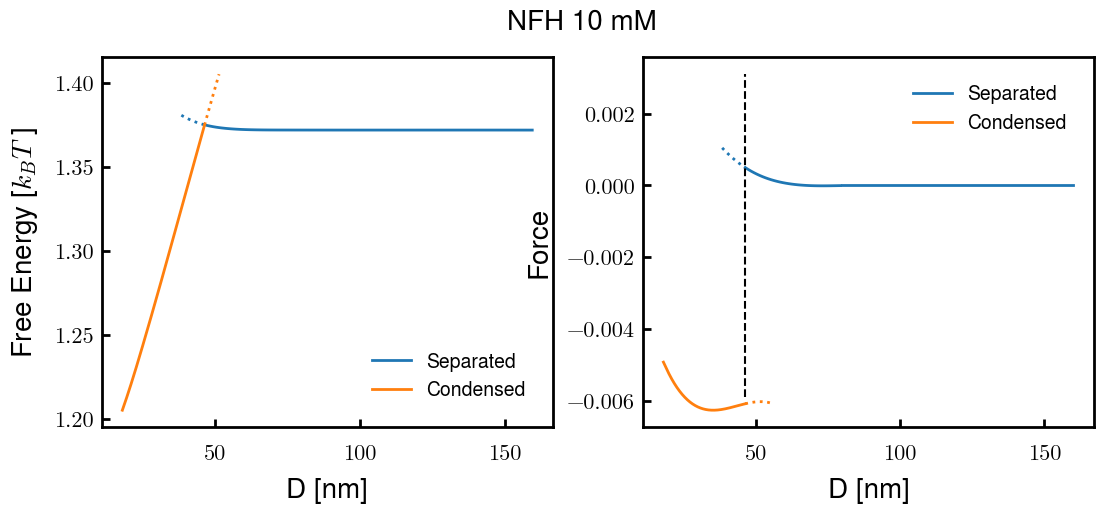 NFH 10 mM
Free Energy [$k_BT$]
1.40
1.35
1.30
1.25
1.20
50
100
150
D [nm]
Separated
Condensed
Force
0.002
0.000
−0.002
−0.004
−0.006
50
100
150
D [nm]
Separated
Condensed